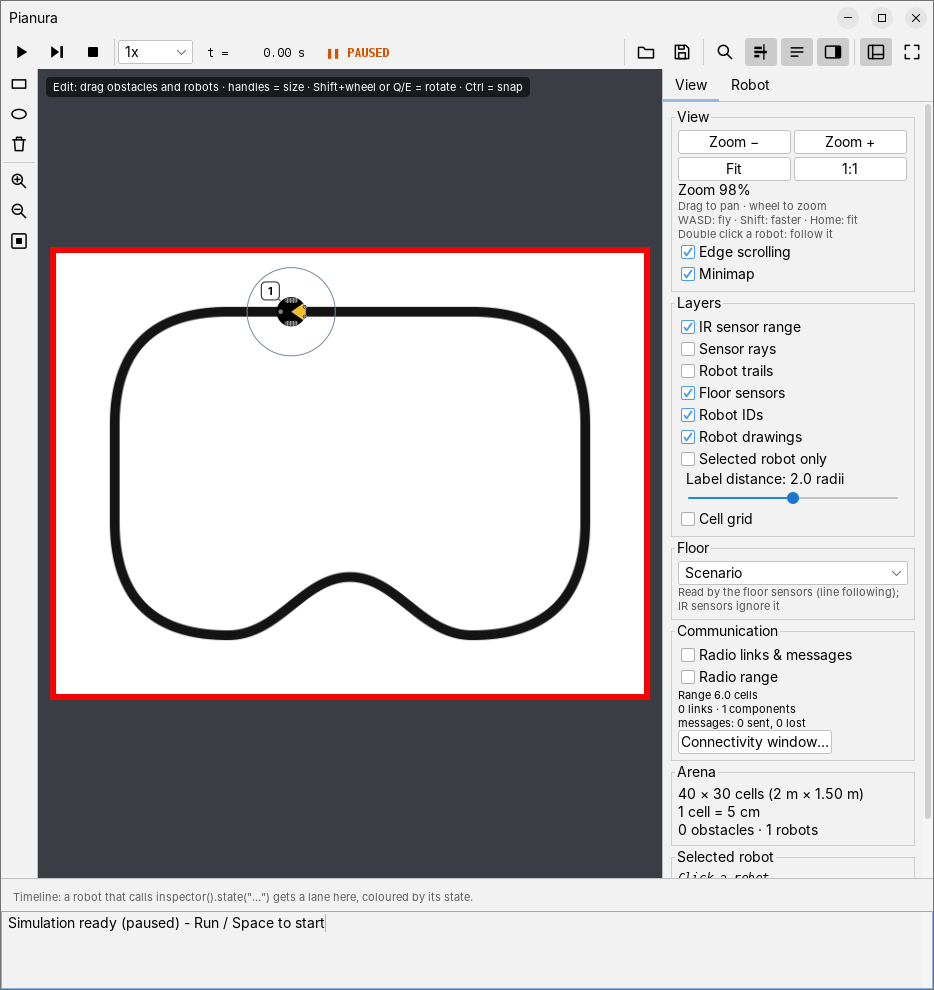 Pianura
1x
t = 0.00 s
PAUSED
Edit: drag obstacles and robots · handles = size · Shift+wheel or Q/E = rotate · Ctrl = snap
1
View
Robot
View
Zoom −
Zoom +
Fit
1:1
Zoom 98%
Drag to pan · wheel to zoom
WASD: fly · Shift: faster · Home: fit
Double click a robot: follow it
Edge scrolling
Minimap
Layers
IR sensor range
Sensor rays
Robot trails
Floor sensors
Robot IDs
Robot drawings
Selected robot only
Label distance: 2.0 radii
Cell grid
Floor
Scenario
Read by the floor sensors (line following);
IR sensors ignore it
Communication
Radio links & messages
Radio range
Range 6.0 cells
0 links · 1 components
messages: 0 sent, 0 lost
Connectivity window...
Arena
40 × 30 cells (2 m × 1.50 m)
1 cell = 5 cm
0 obstacles · 1 robots
Selected robot
Click a robot
Timeline: a robot that calls inspector().state("...") gets a lane here, coloured by its state.
Simulation ready (paused) - Run / Space to start